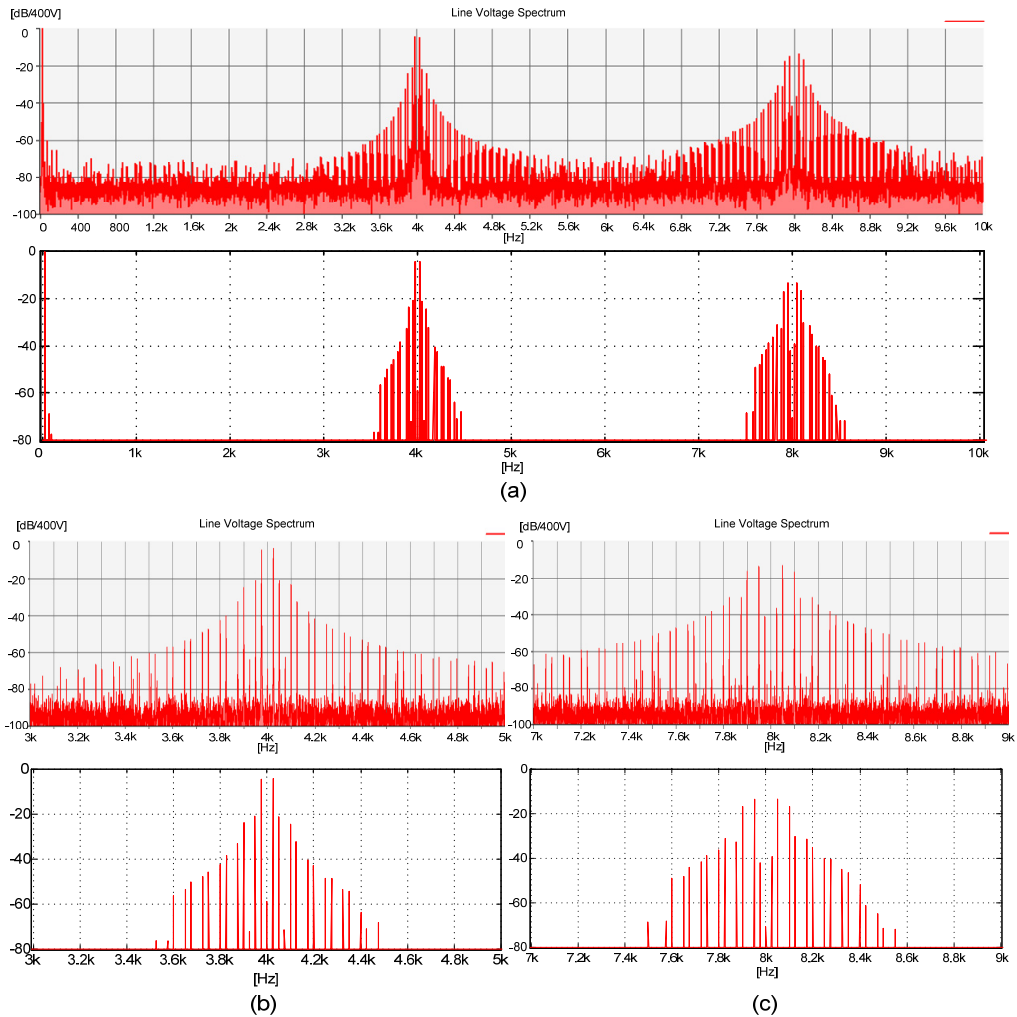 [dB/400V] Line Voltage Spectrum
0
-20
-40
-60
-80
-100
0 400 800 1.2k 1.6k 2k 2.4k 2.8k 3.2k 3.6k 4k 4.4k 4.8k 5.2k 5.6k 6k 6.4k 6.8k 7.2k 7.6k 8k 8.4k 8.8k 9.2k 9.6k 10k
[Hz]
0
-20
-40
-60
-80
0 1k 2k 3k 4k 5k 6k 7k 8k 9k 10k
[Hz]
(a)
[dB/400V] Line Voltage Spectrum
0
-20
-40
-60
-80
-100
3k 3.2k 3.4k 3.6k 3.8k 4k 4.2k 4.4k 4.6k 4.8k 5k
[Hz]
0
-20
-40
-60
-80
3k 3.2k 3.4k 3.6k 3.8k 4k 4.2k 4.4k 4.6k 4.8k 5k
[Hz]
(b)
[dB/400V] Line Voltage Spectrum
0
-20
-40
-60
-80
-100
7k 7.2k 7.4k 7.6k 7.8k 8k 8.2k 8.4k 8.6k 8.8k 9k
[Hz]
0
-20
-40
-60
-80
7k 7.2k 7.4k 7.6k 7.8k 8k 8.2k 8.4k 8.6k 8.8k 9k
[Hz]
(c)